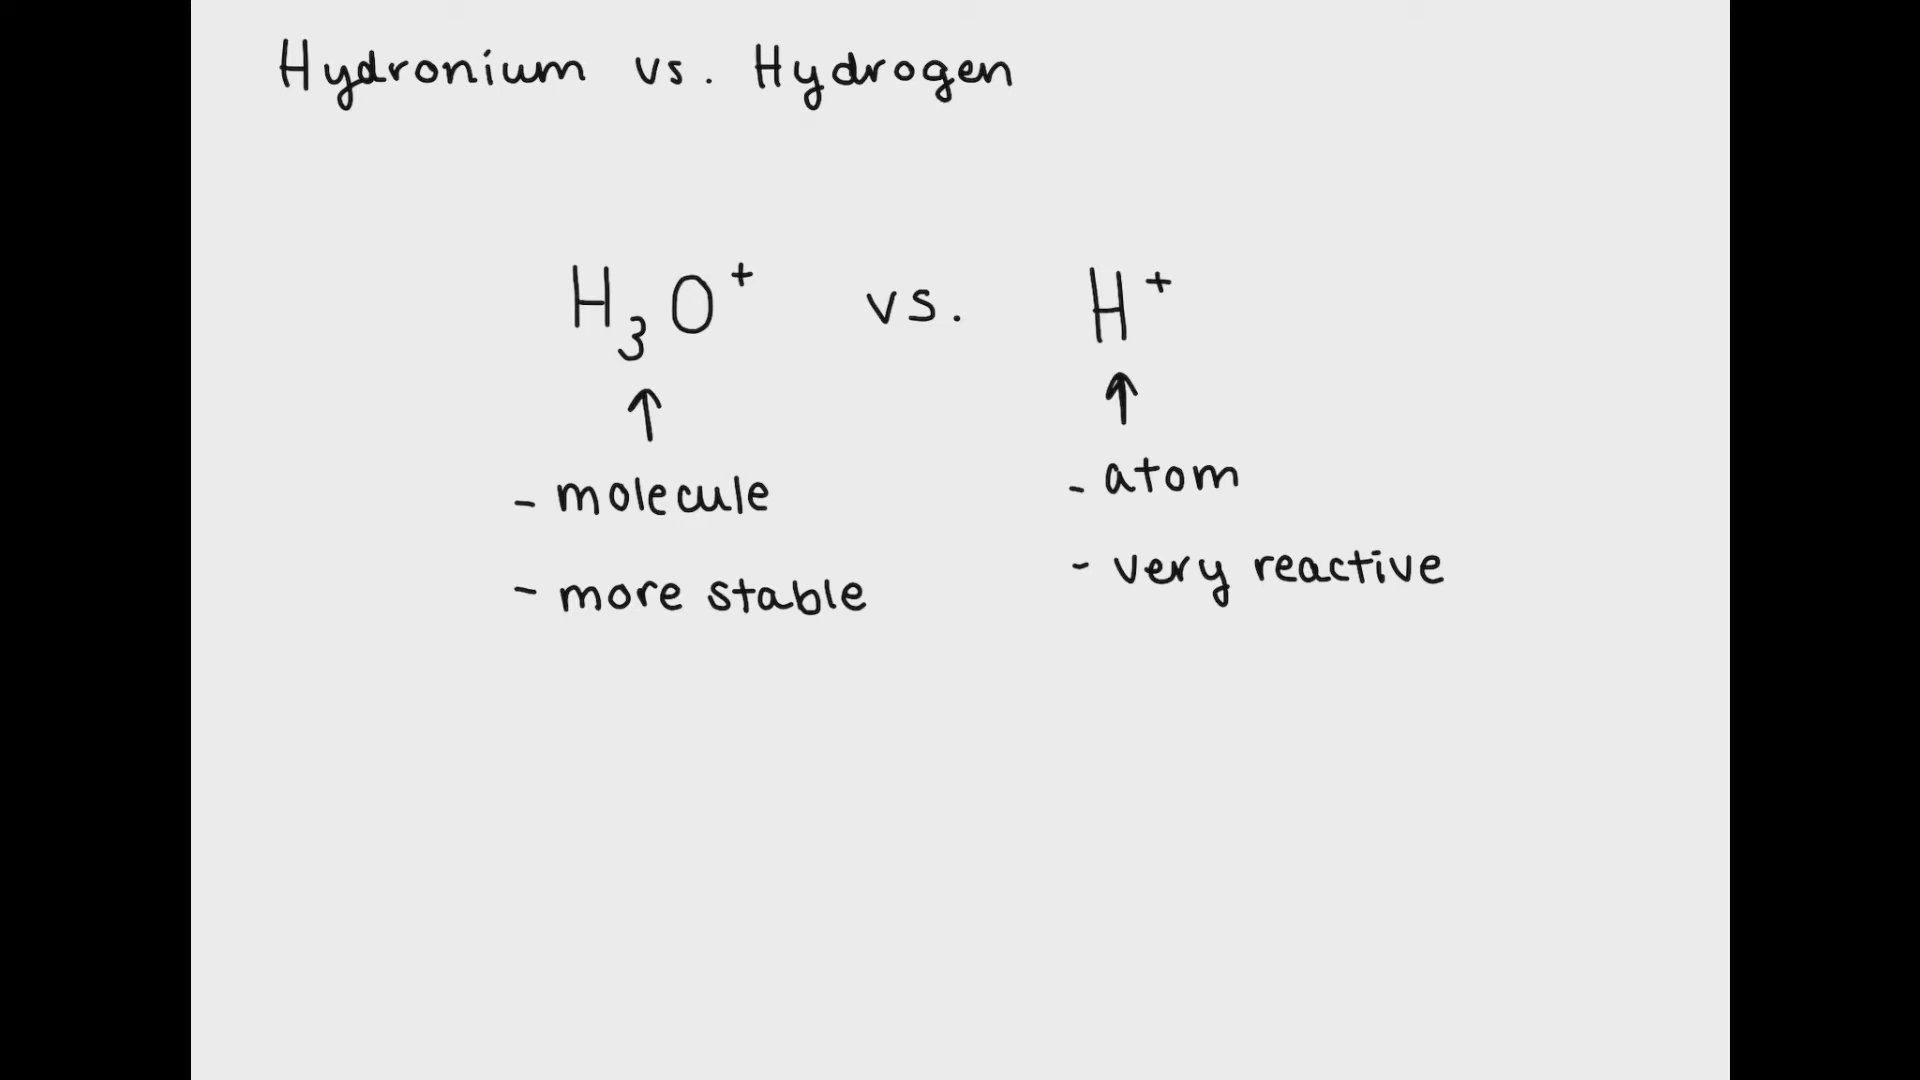 Hydronium vs. Hydrogen
H₃O⁺ vs. H⁺
- molecule
- more stable
- atom
- very reactive